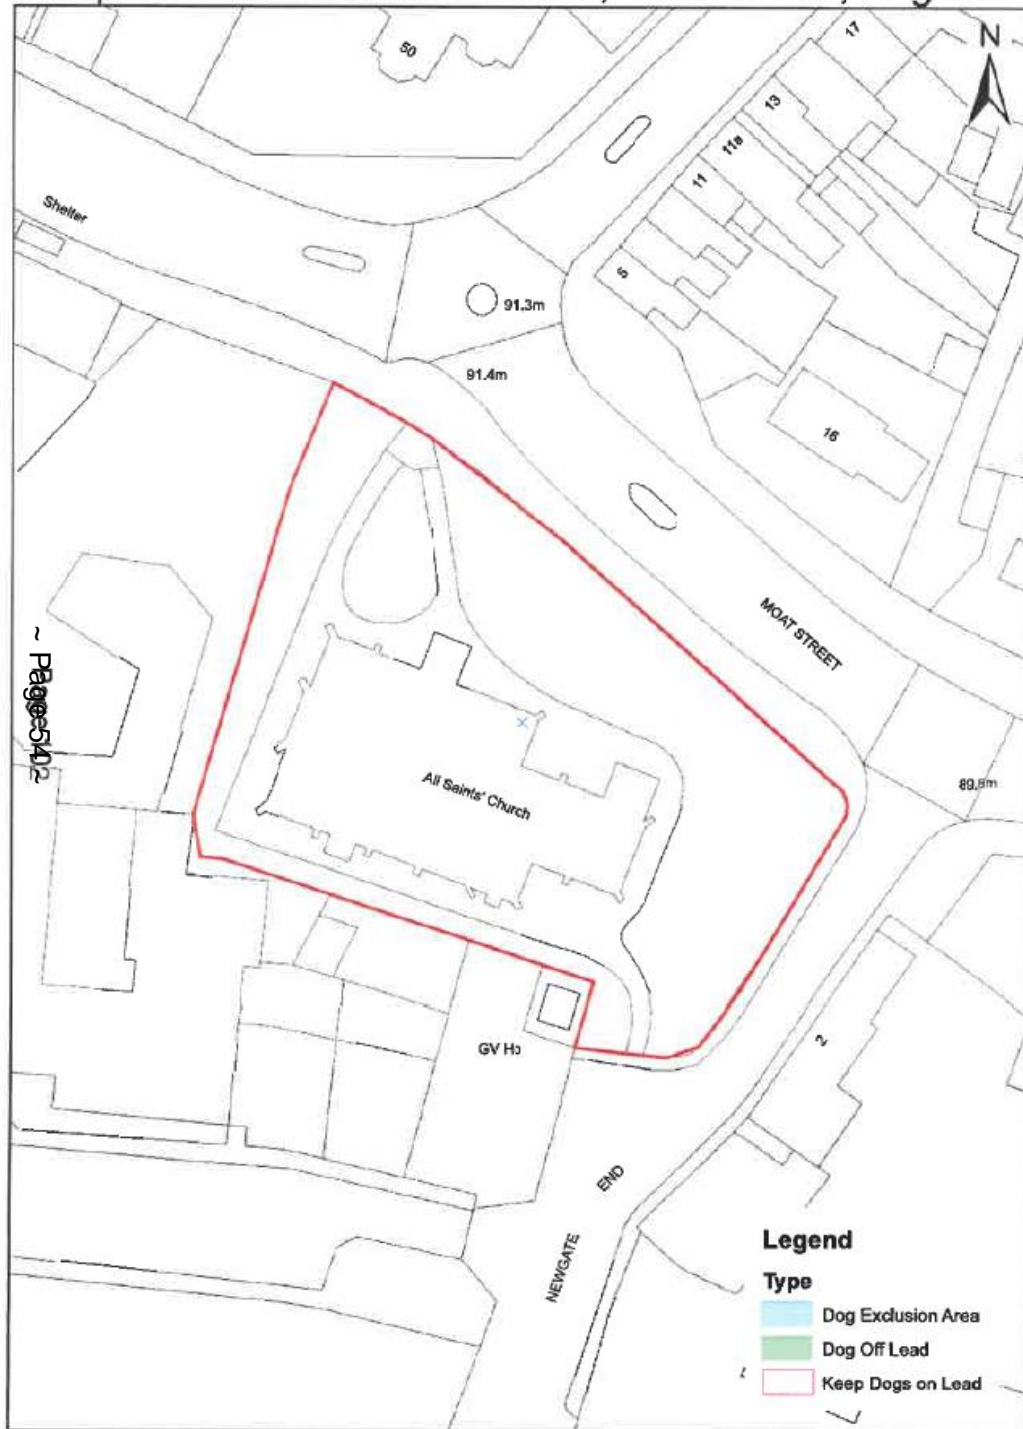 50
17
N
13
11a
11
5
Shelter
91.3m
91.4m
16
MOAT STREET
All Saints' Church
89.8m
2
GV Ho
NEWGATE
END
Legend
Type
Dog Exclusion Area
Dog Off Lead
Keep Dogs on Lead